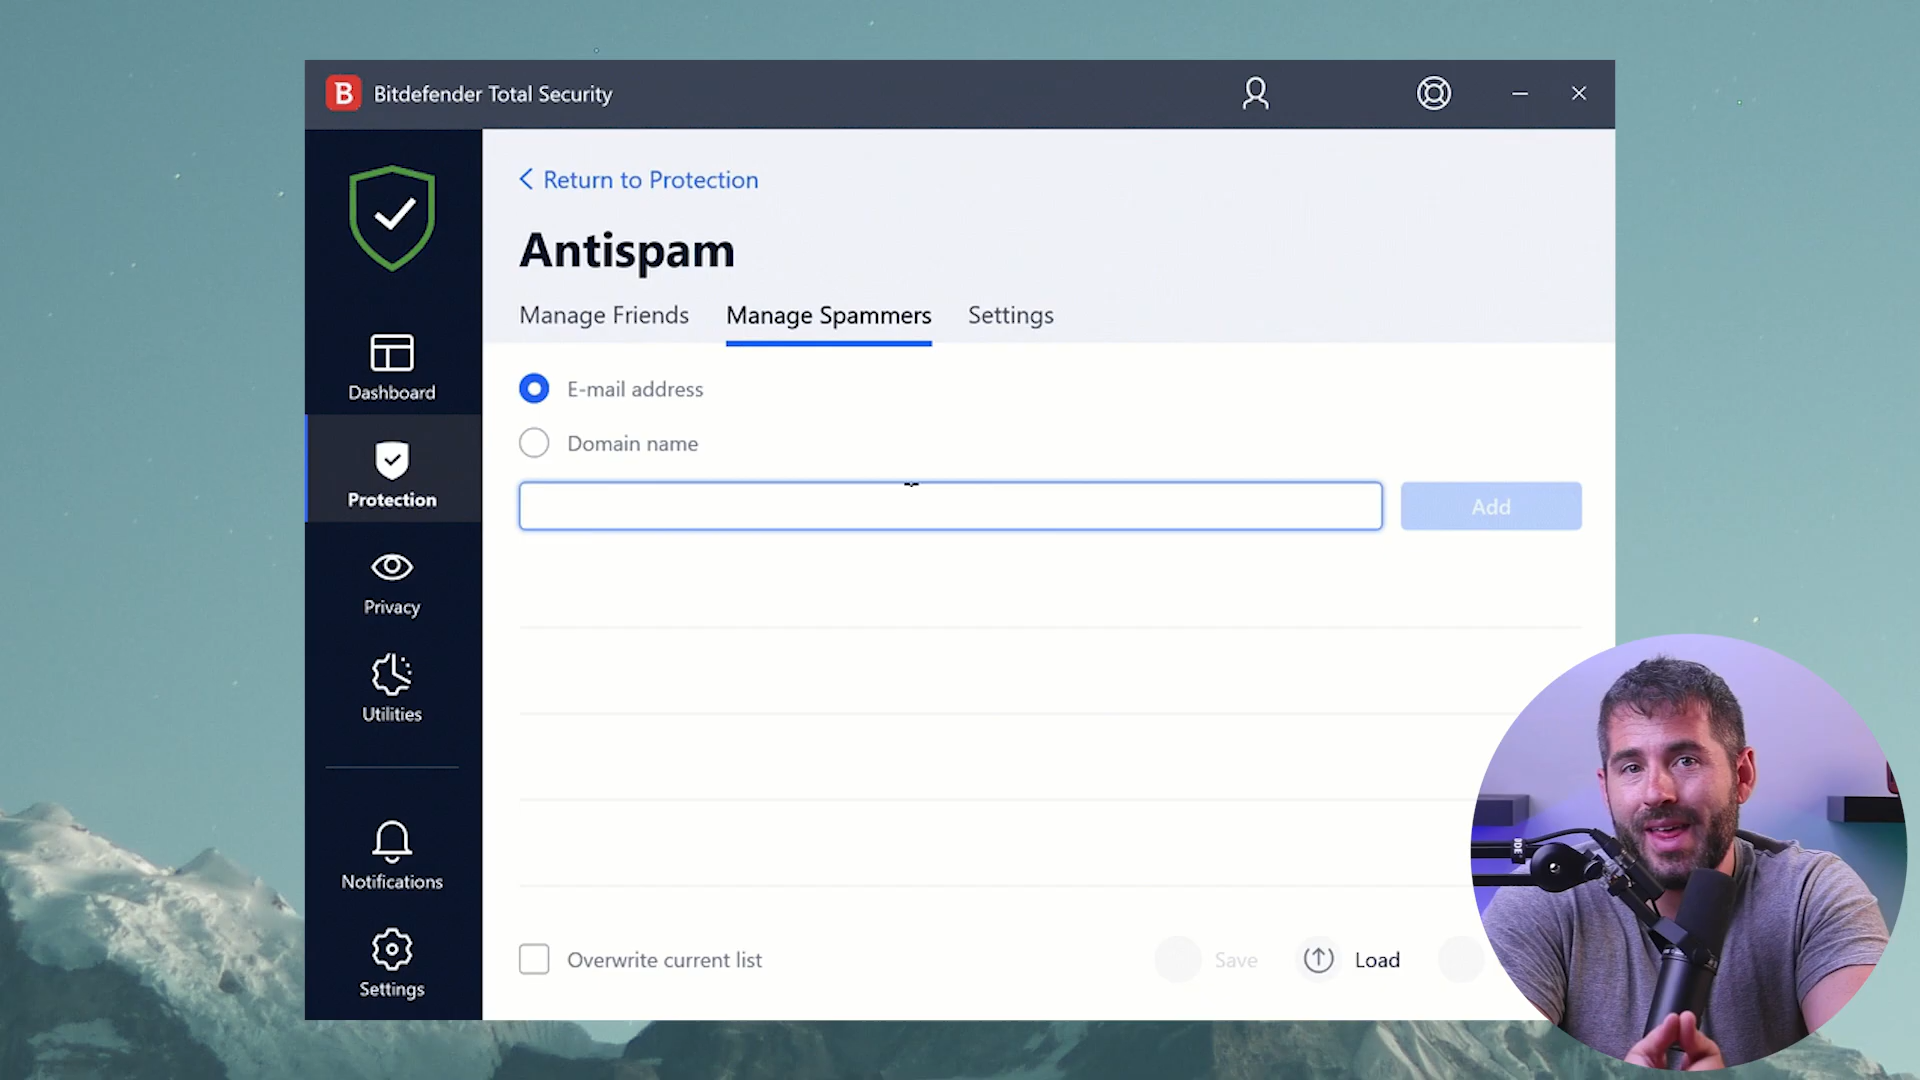 B Bitdefender Total Security
Return to Protection
Antispam
Manage Friends Manage Spammers Settings
E-mail address
Domain name
Add
Dashboard
Protection
Privacy
Utilities
Notifications
Settings
Overwrite current list Save Load